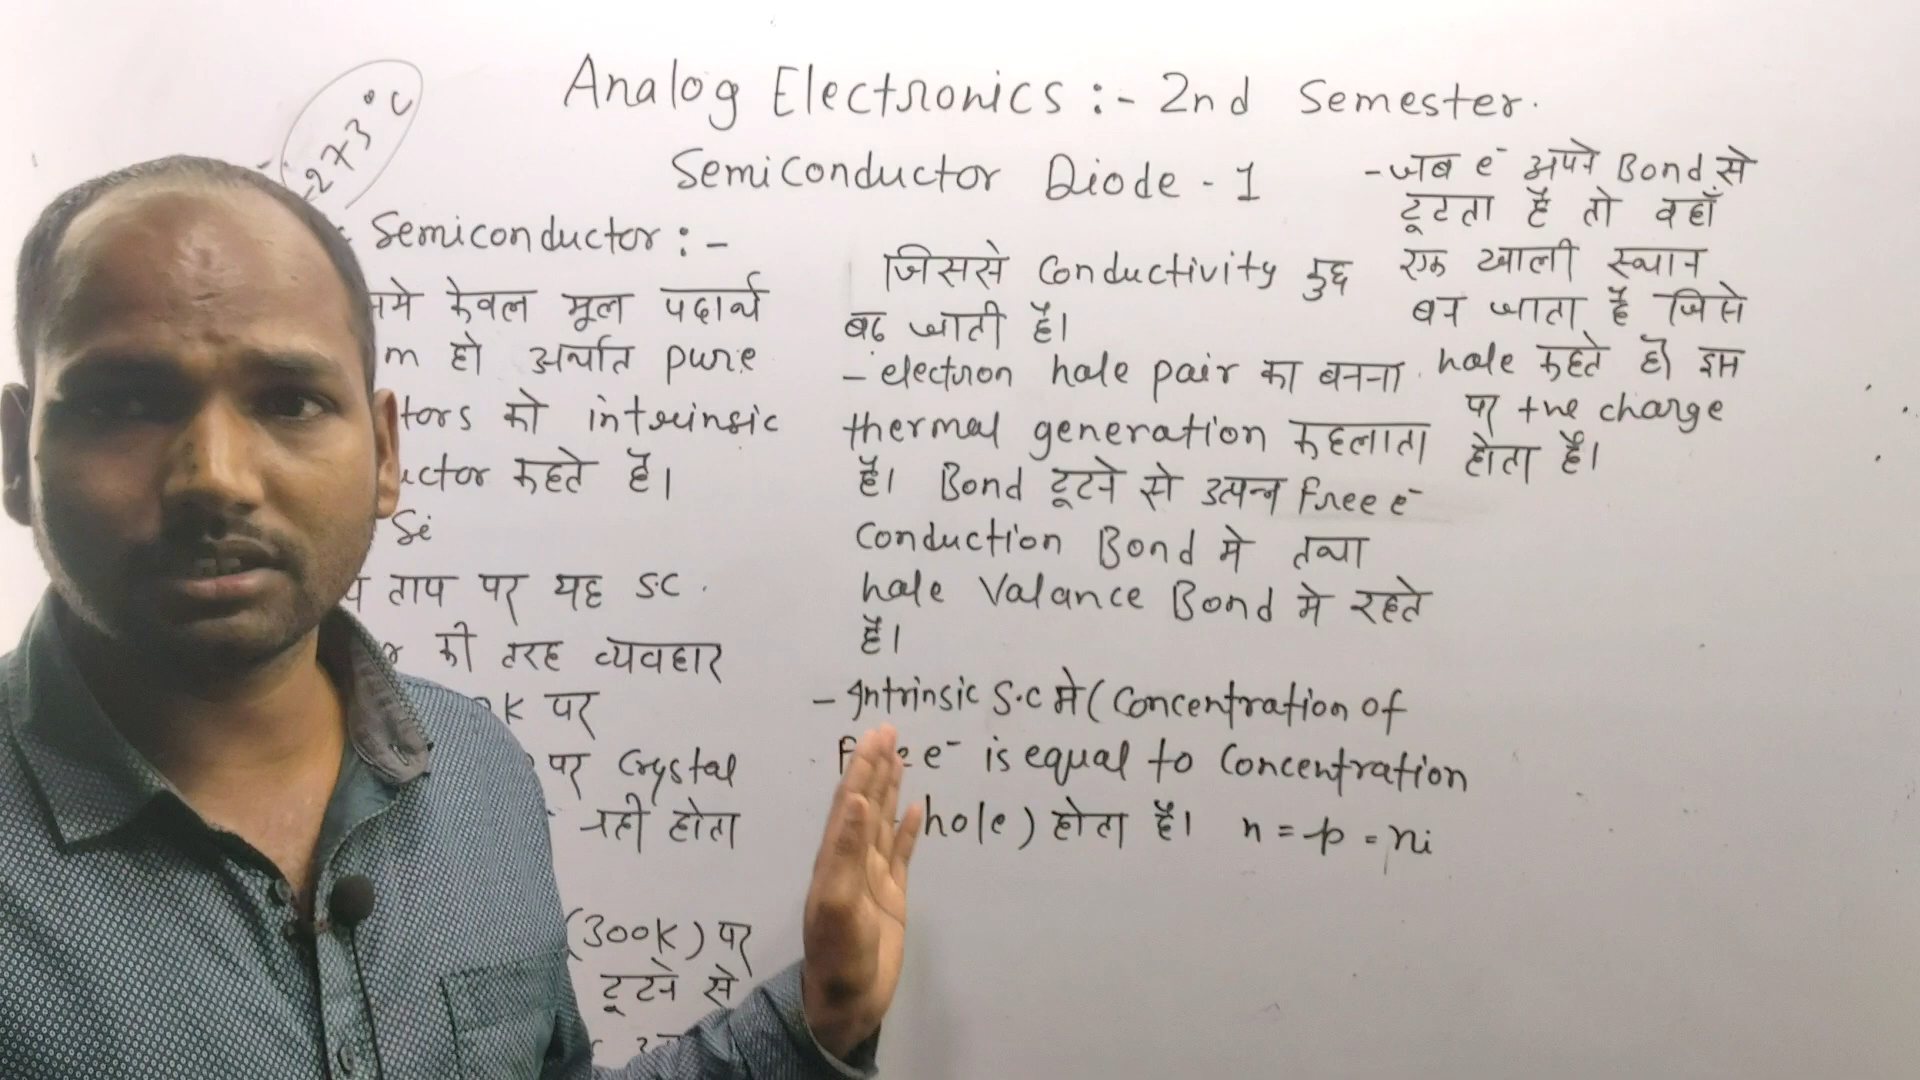 Analog Electronics :- 2nd Semester.
Semiconductor Diode - 1
-273°C
Semiconductor :-
केवल मूल पदार्थ
हो अर्थात pure
tors को intrinsic
uctor कहते है।
Si
ताप पर यह S.C.
की तरह व्यवहार
K पर
पर Crystal
नही होता
(300K) पर
टूटने से
जिससे Conductivity कुछ
बढ जाती है।
- electron hole pair का बनना
thermal generation कहलाता
है। Bond टूटने से उत्पन्न free e⁻
Conduction Bond मे तथा
hole Valance Bond मे रहते
है।
- Intrinsic S.C मे (Concentration of
e⁻ is equal to Concentration
hole) होता है। n = p = ni
- जब e⁻ अपने Bond से
टूटता है तो वहाँ
एक खाली स्थान
बन जाता है जिसे
hole कहते है। इस
पर +ve charge
होता है।